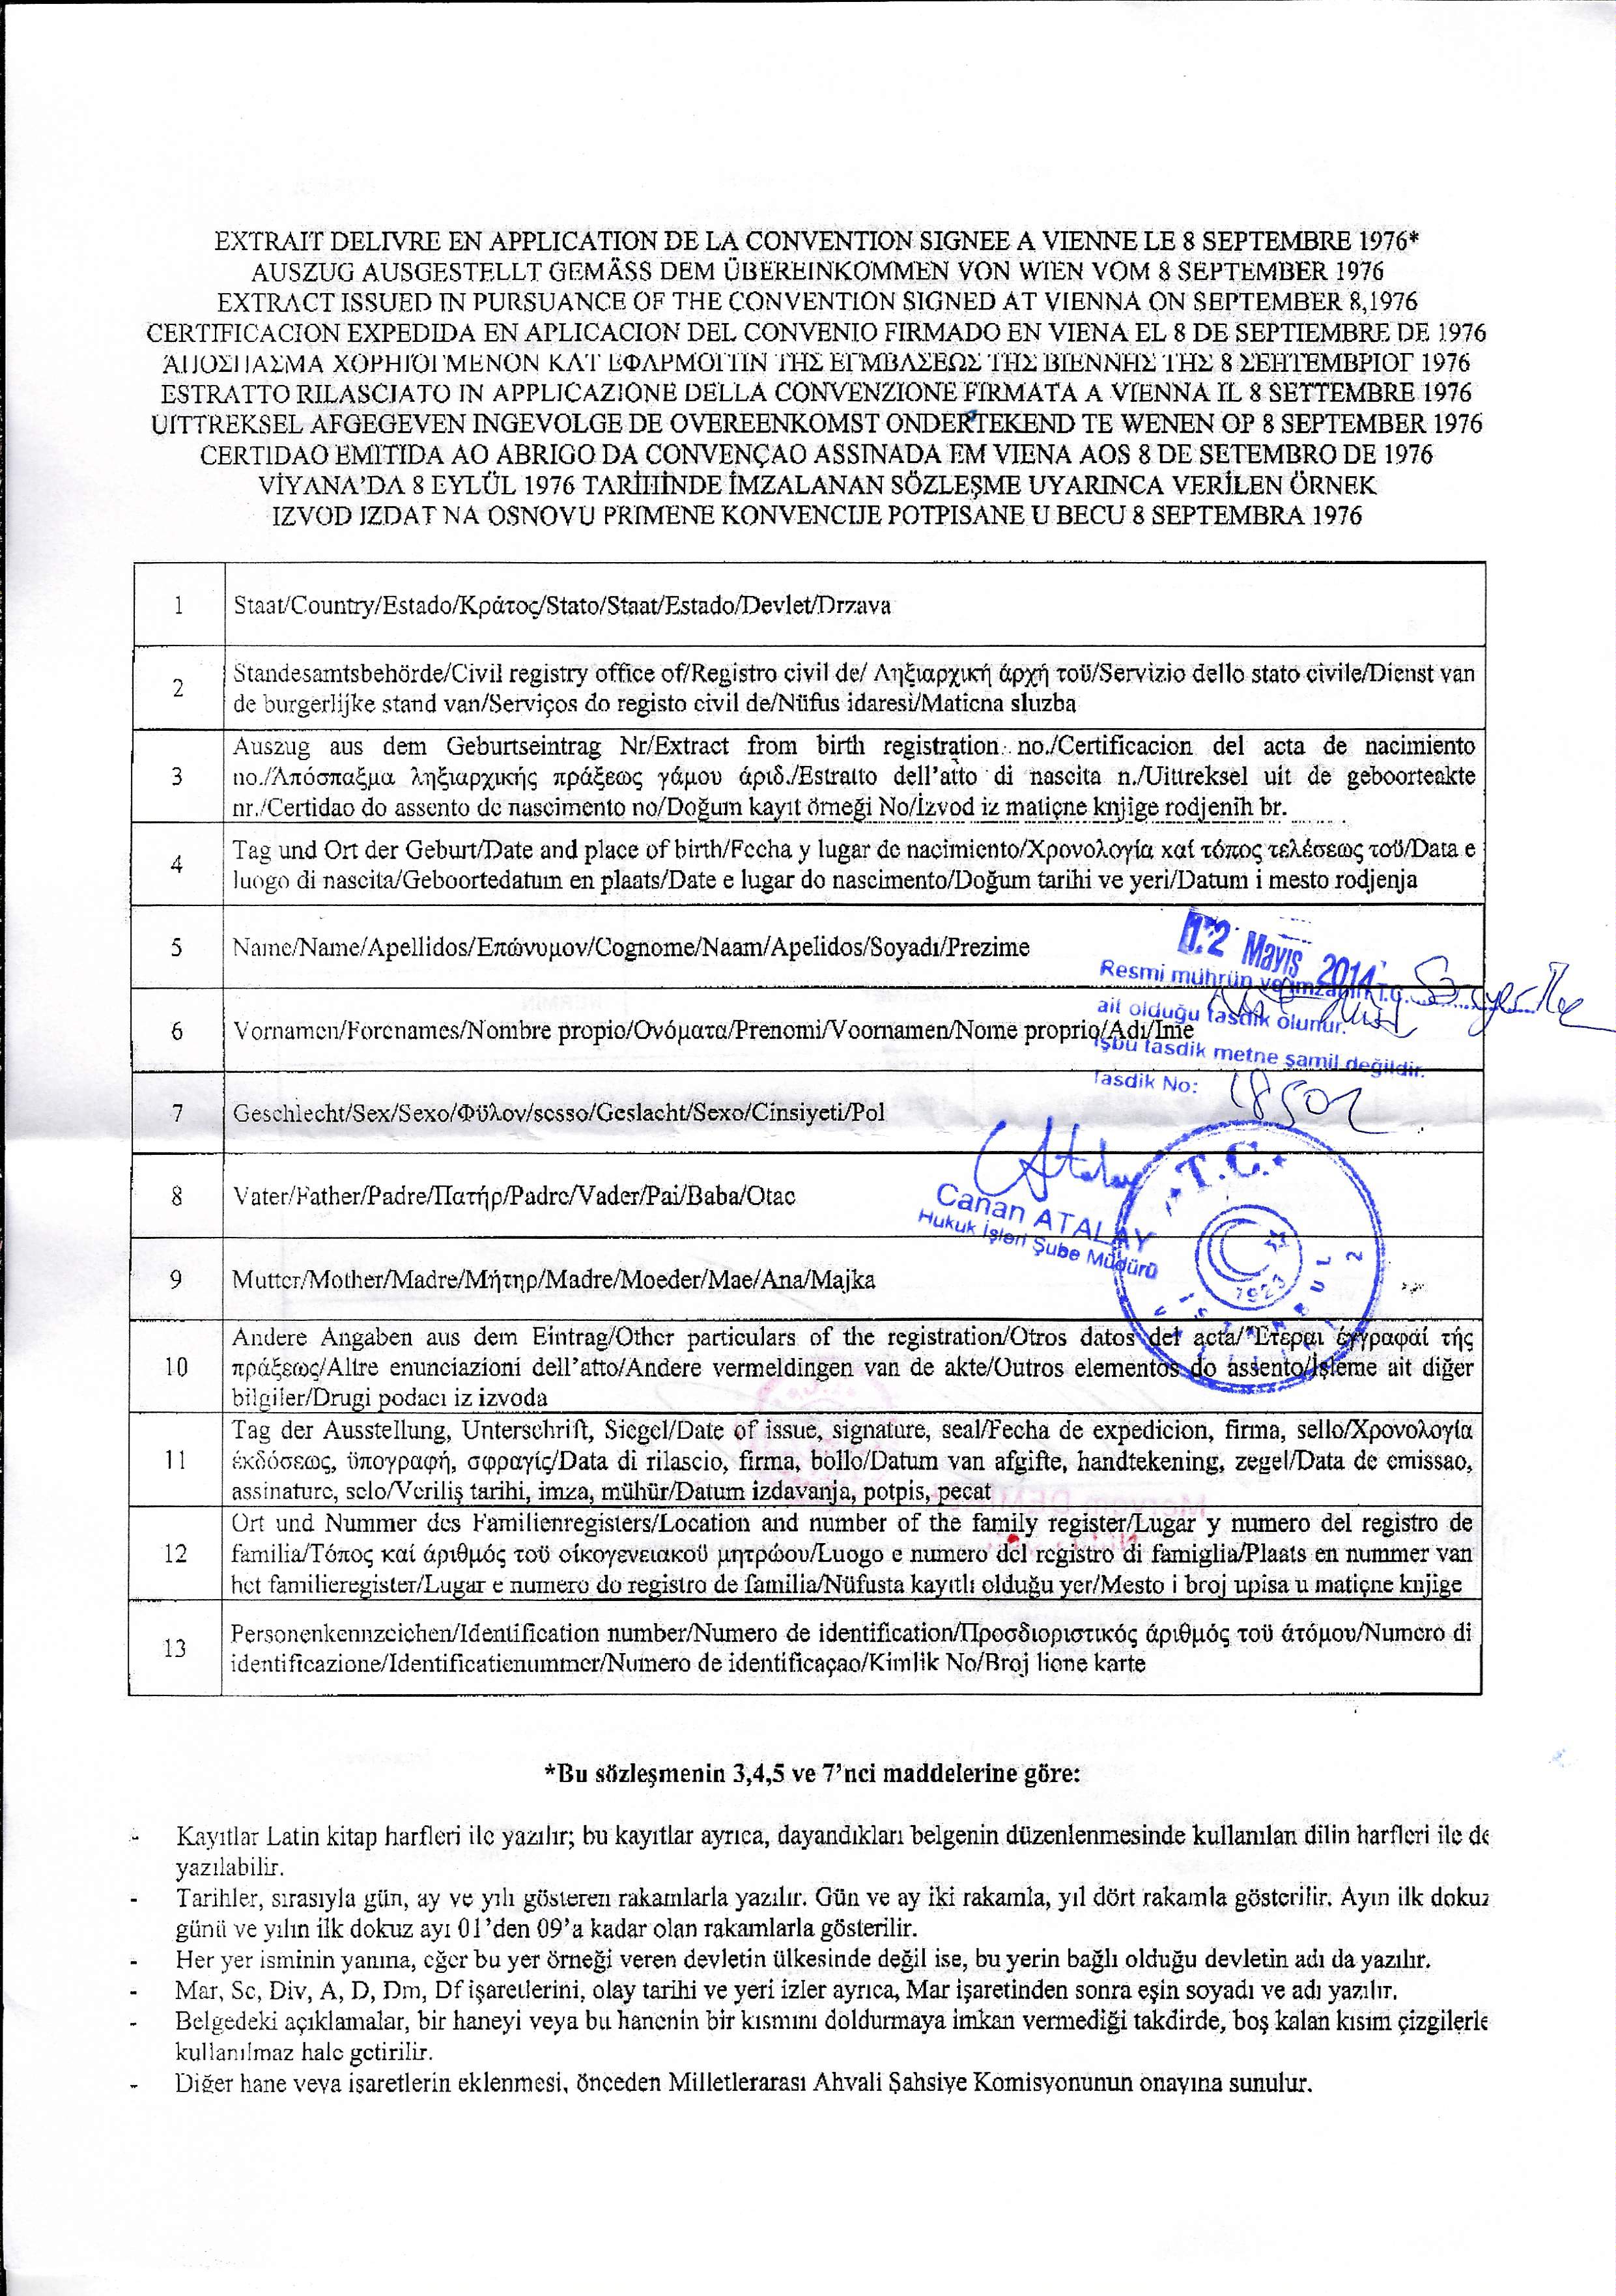 EXTRAIT DELIVRE EN APPLICATION DE LA CONVENTION SIGNEE A VIENNE LE 8 SEPTEMBRE 1976*
AUSZUG AUSGESTELLT GEMÄSS DEM ÜBEREINKOMMEN VON WIEN VOM 8 SEPTEMBER 1976
EXTRACT ISSUED IN PURSUANCE OF THE CONVENTION SIGNED AT VIENNA ON SEPTEMBER 8,1976
CERTIFICACION EXPEDIDA EN APLICACION DEL CONVENIO FIRMADO EN VIENA EL 8 DE SEPTIEMBRE DE 1976
ΑΠΟΣΠΑΣΜΑ ΧΟΡΗΙΟΙ ΜΕΝΟΝ ΚΑΤ ΕΦΑΡΜΟΓΙΙΝ ΤΗΣ ΕΓΜΒΑΣΕΩΣ ΤΗΣ ΒΙΕΝΝΗΣ ΤΗΣ 8 ΣΕΗΤΕΜΒΡΙΟΓ 1976
ESTRATTO RILASCIATO IN APPLICAZIONE DELLA CONVENZIONE FIRMATA A VIENNA IL 8 SETTEMBRE 1976
UITTREKSEL AFGEGEVEN INGEVOLGE DE OVEREENKOMST ONDERTEKEND TE WENEN OP 8 SEPTEMBER 1976
CERTIDAO EMITIDA AO ABRIGO DA CONVENÇAO ASSINADA EM VIENA AOS 8 DE SETEMBRO DE 1976
VİYANA'DA 8 EYLÜL 1976 TARİHİNDE İMZALANAN SÖZLEŞME UYARINCA VERİLEN ÖRNEK
IZVOD IZDAT NA OSNOVU PRIMENE KONVENCIJE POTPISANE U BECU 8 SEPTEMBRA 1976
1 Staat/Country/Estado/Κράτος/Stato/Staat/Estado/Devlet/Drzava
2 Standesamtsbehörde/Civil registry office of/Registro civil de/ Ληξιαρχική άρχή τοϋ/Servizio dello stato civile/Dienst van
de burgerlijke stand van/Serviços do registo civil de/Nüfus idaresi/Maticna sluzba
3 Auszug aus dem Geburtseintrag Nr/Extract from birth registration no./Certificacion del acta de nacimiento
no./Άπόσπαξμα ληξιαρχικής πράξεως γάμου άριδ./Estratto dell'atto di nascita n./Uittreksel uit de geboorteakte
nr./Certidao do assento de nascimento no/Doğum kayıt örneği No/İzvod iz matiçne knjige rodjenih br.
4 Tag und Ort der Geburt/Date and place of birth/Fecha y lugar de nacimiento/Χρονολογία χαί τόπος τελέσεως τοϋ/Data e
luogo di nascita/Geboortedatum en plaats/Date e lugar do nascimento/Doğum tarihi ve yeri/Datum i mesto rodjenja
5 Name/Name/Apellidos/Επώνυμον/Cognome/Naam/Apelidos/Soyadı/Prezime
12 Mayıs 2014
Resmi mührün ve imzanın T.C.
ait olduğu tasdik olunur.
6 Vornamen/Forenames/Nombre propio/Ονόματα/Prenomi/Voornamen/Nome proprio/Adı/Ime
İşbu tasdik metne şamil değildir.
Tasdik No: 18502
7 Geschlecht/Sex/Sexo/Φϋλον/sesso/Geslacht/Sexo/Cinsiyeti/Pol
T.C.
8 Vater/Father/Padre/Πατήρ/Padre/Vader/Pai/Baba/Otac
Canan ATALAY
Hukuk İşleri Şube Müdürü
1923
2
9 Mutter/Mother/Madre/Μήτηρ/Madre/Moeder/Mae/Ana/Majka
10 Andere Angaben aus dem Eintrag/Other particulars of the registration/Otros datos del acta/Έτεραι έγγραφαί τής
πράξεως/Altre enunciazioni dell'atto/Andere vermeldingen van de akte/Outros elementos do assento/İşleme ait diğer
bilgiler/Drugi podacı iz izvoda
11 Tag der Ausstellung, Unterschrift, Siegel/Date of issue, signature, seal/Fecha de expedicion, firma, sello/Χρονολογία
έκδόσεως, ϋπογραφή, σφραγίς/Data di rilascio, firma, bollo/Datum van afgifte, handtekening, zegel/Data de emissao,
assinature, selo/Veriliş tarihi, imza, mühür/Datum izdavanja, potpis, pecat
12 Ort und Nummer des Familienregisters/Location and number of the family register/Lugar y numero del registro de
familia/Τόπος καί άριθμός τοϋ οίκογενειακοϋ μητρώου/Luogo e numero del registro di famiglia/Plaats en nummer van
het familieregister/Lugar e numero do registro de familia/Nüfusta kayıtlı olduğu yer/Mesto i broj upisa u matiçne knjige
13 Personenkennzeichen/Identification number/Numero de identification/Προσδιοριστικός άριθμός τοϋ άτόμου/Numero di
identificazione/Identificatienummer/Numero de identificaçao/Kimlik No/Broj licne karte
*Bu sözleşmenin 3,4,5 ve 7'nci maddelerine göre:
- Kayıtlar Latin kitap harfleri ile yazılır; bu kayıtlar ayrıca, dayandıkları belgenin düzenlenmesinde kullanılan dilin harfleri ile de
yazılabilir.
- Tarihler, sırasıyla gün, ay ve yılı gösteren rakamlarla yazılır. Gün ve ay iki rakamla, yıl dört rakamla gösterilir. Ayın ilk dokuz
günü ve yılın ilk dokuz ayı 01'den 09'a kadar olan rakamlarla gösterilir.
- Her yer isminin yanına, eğer bu yer örneği veren devletin ülkesinde değil ise, bu yerin bağlı olduğu devletin adı da yazılır.
- Mar, Sc, Div, A, D, Dm, Df işaretlerini, olay tarihi ve yeri izler ayrıca, Mar işaretinden sonra eşin soyadı ve adı yazılır.
- Belgedeki açıklamalar, bir haneyi veya bu hanenin bir kısmını doldurmaya imkan vermediği takdirde, boş kalan kısım çizgilerle
kullanılmaz hale getirilir.
- Diğer hane veya işaretlerin eklenmesi, önceden Milletlerarası Ahvali Şahsiye Komisyonunun onayına sunulur.